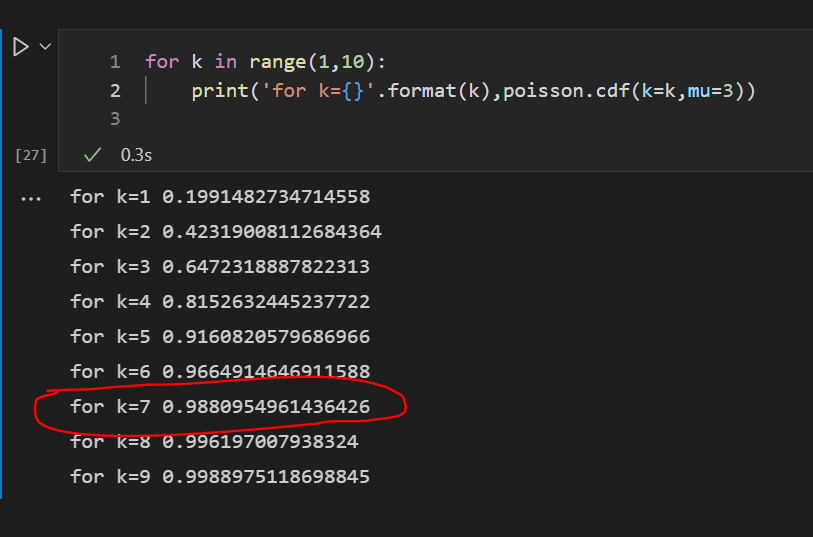 1 for k in range(1,10):
2     print('for k={}'.format(k),poisson.cdf(k=k,mu=3))
3
[27] ✓ 0.3s
... for k=1 0.1991482734714558
for k=2 0.42319008112684364
for k=3 0.6472318887822313
for k=4 0.8152632445237722
for k=5 0.9160820579686966
for k=6 0.9664914646911588
for k=7 0.9880954961436426
for k=8 0.996197007938324
for k=9 0.9988975118698845